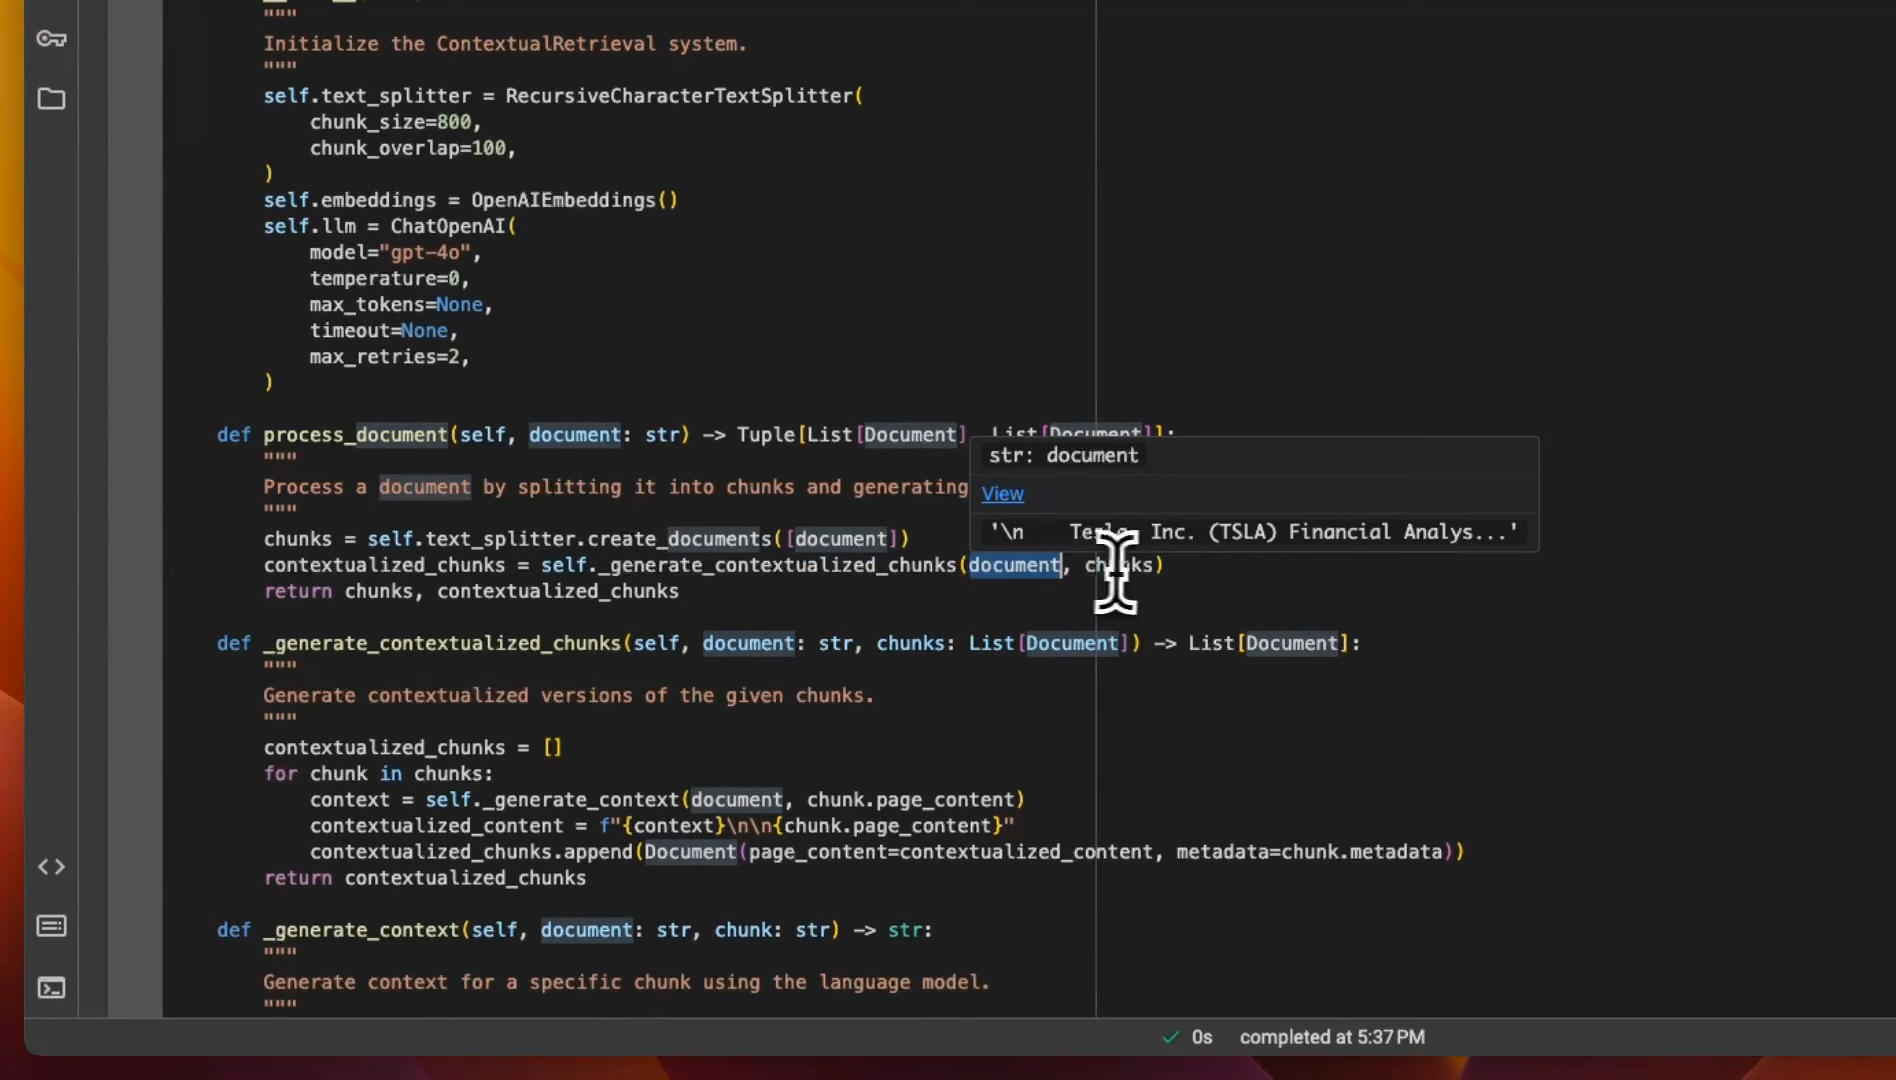 """
Initialize the ContextualRetrieval system.
"""
self.text_splitter = RecursiveCharacterTextSplitter(
chunk_size=800,
chunk_overlap=100,
)
self.embeddings = OpenAIEmbeddings()
self.llm = ChatOpenAI(
model="gpt-4o",
temperature=0,
max_tokens=None,
timeout=None,
max_retries=2,
)
def process_document(self, document: str) -> Tuple[List[Document], List[Document]]:
"""
str: document
Process a document by splitting it into chunks and generating
View
"""
'\n Tesla, Inc. (TSLA) Financial Analys...'
chunks = self.text_splitter.create_documents([document])
contextualized_chunks = self._generate_contextualized_chunks(document, chunks)
return chunks, contextualized_chunks
def _generate_contextualized_chunks(self, document: str, chunks: List[Document]) -> List[Document]:
"""
Generate contextualized versions of the given chunks.
"""
contextualized_chunks = []
for chunk in chunks:
context = self._generate_context(document, chunk.page_content)
contextualized_content = f"{context}\n\n{chunk.page_content}"
contextualized_chunks.append(Document(page_content=contextualized_content, metadata=chunk.metadata))
return contextualized_chunks
def _generate_context(self, document: str, chunk: str) -> str:
"""
Generate context for a specific chunk using the language model.
"""
0s completed at 5:37 PM